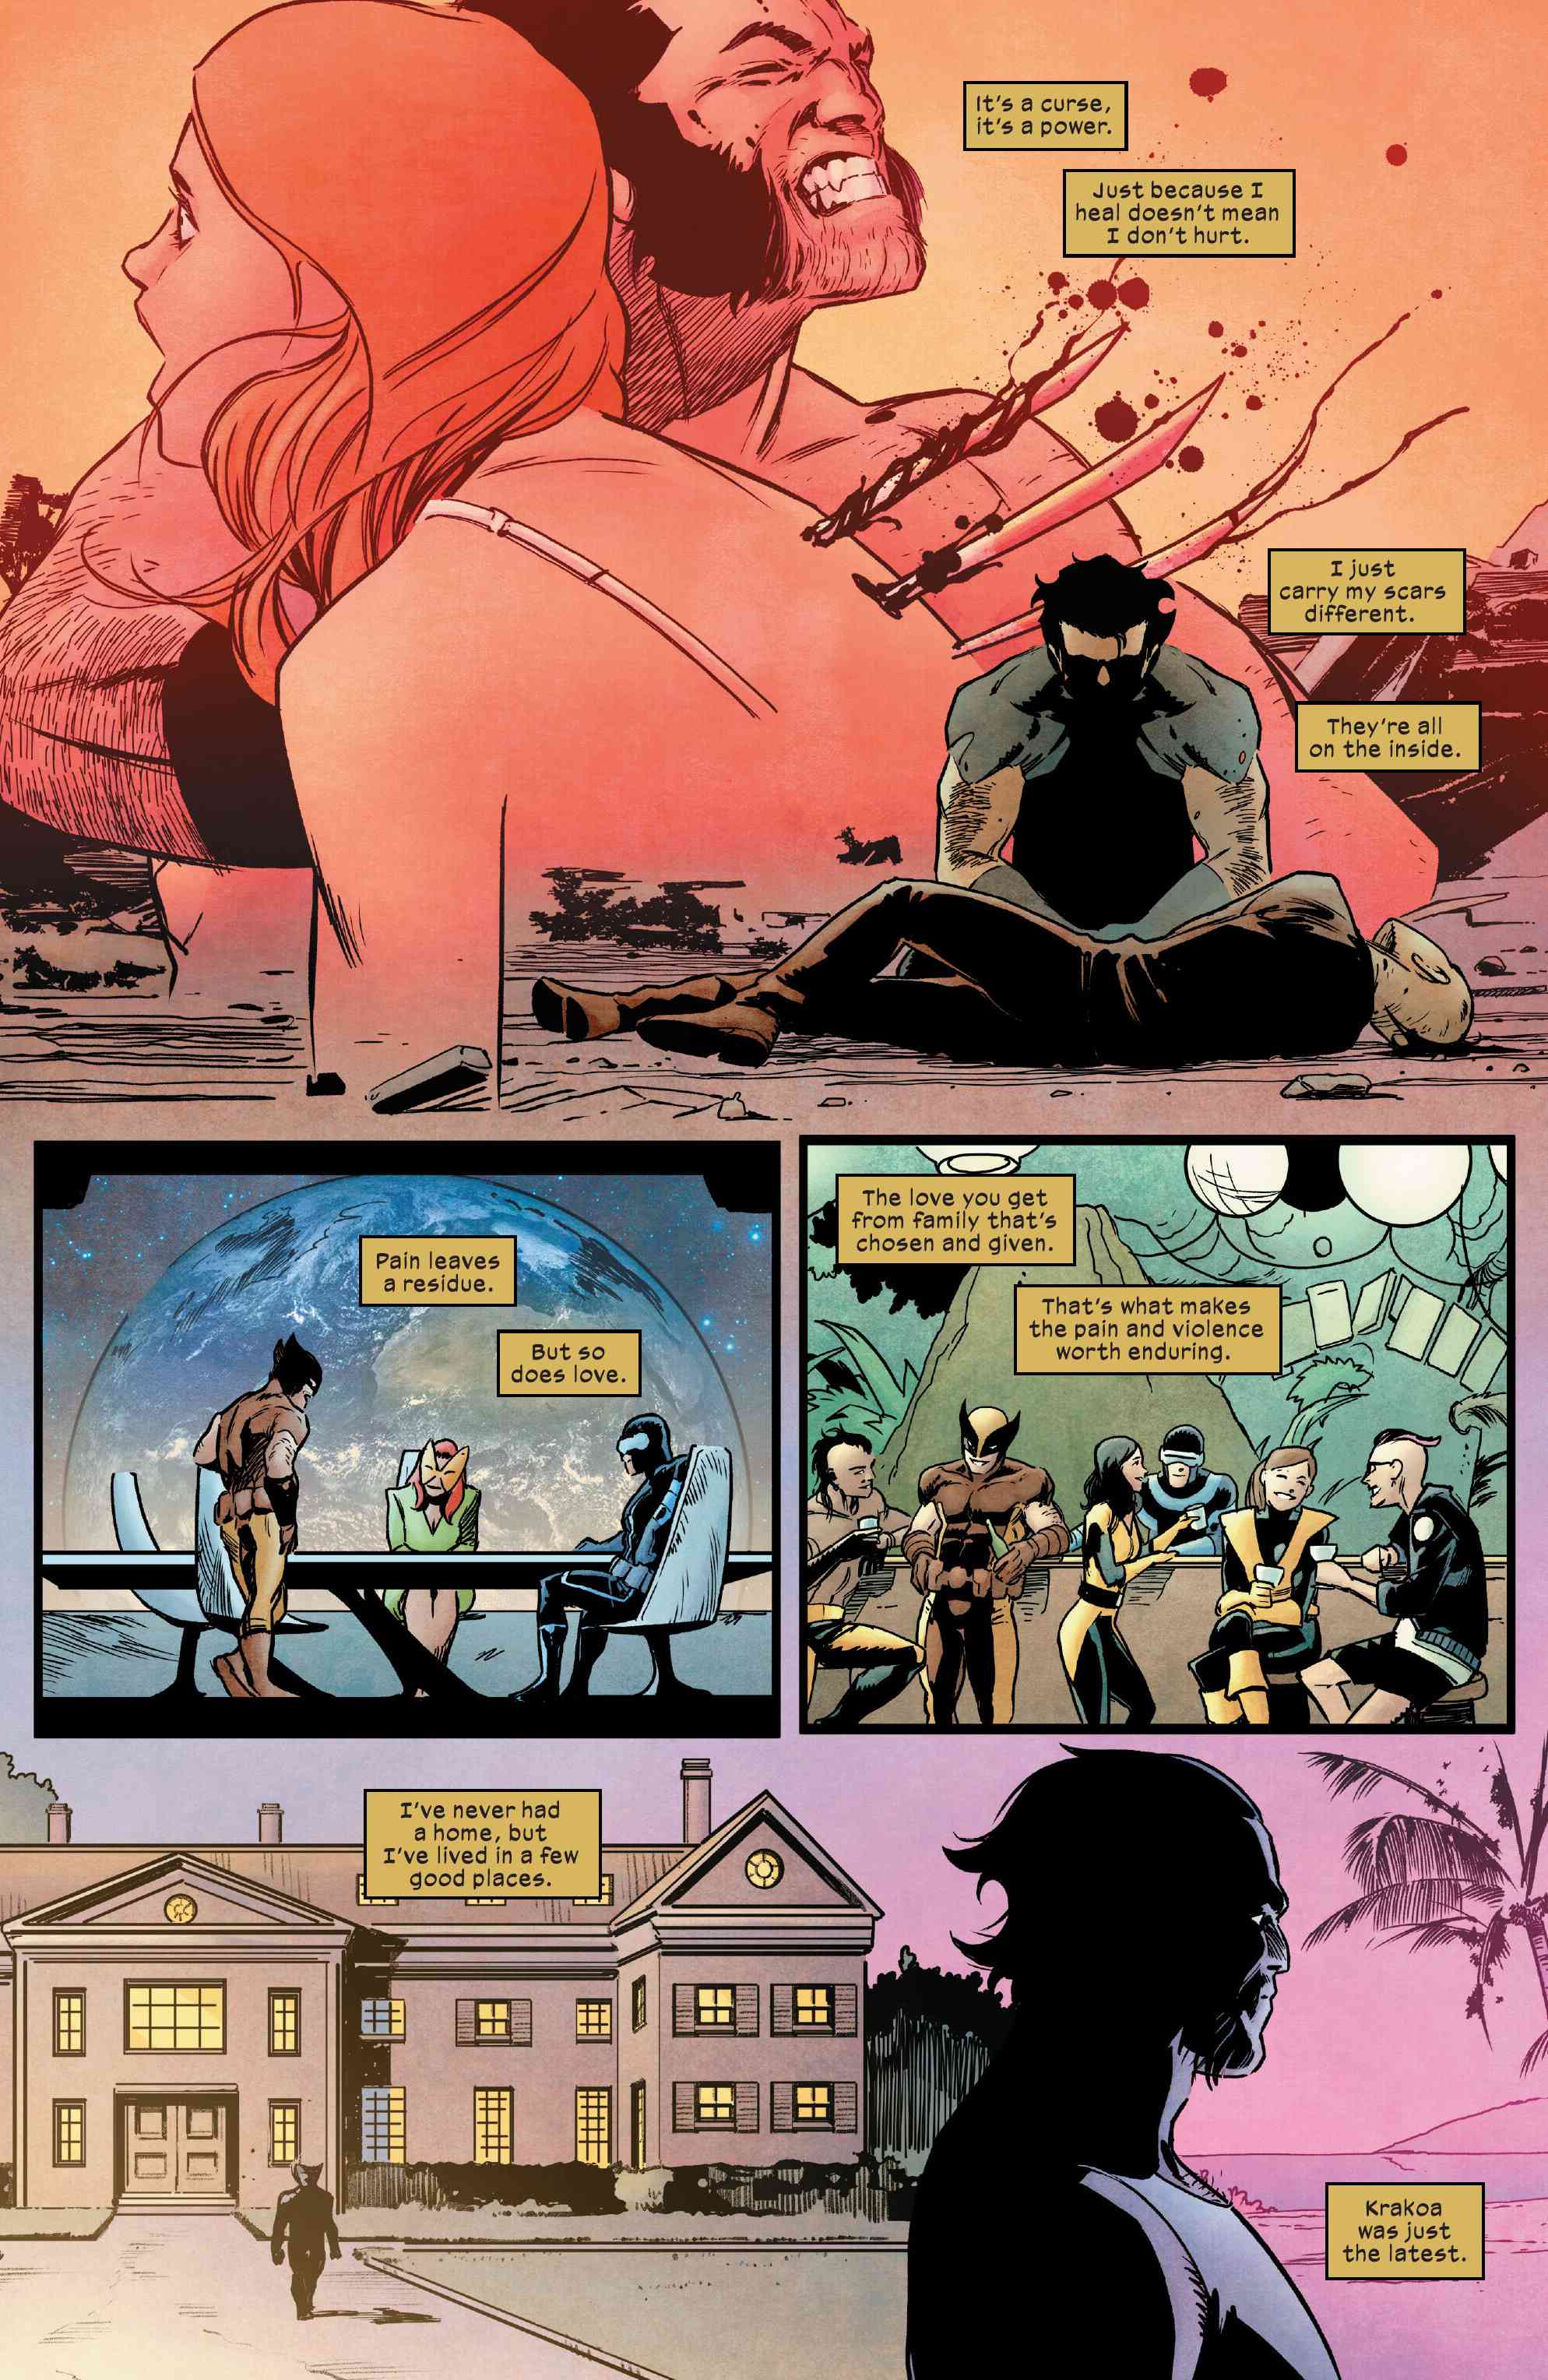 It's a curse,
it's a power.
Just because I
heal doesn't mean
I don't hurt.
I just
carry my scars
different.
They're all
on the inside.
Pain leaves
a residue.
But so
does love.
The love you get
from family that's
chosen and given.
That's what makes
the pain and violence
worth enduring.
I've never had
a home, but
I've lived in a few
good places.
Krakoa
was just
the latest.